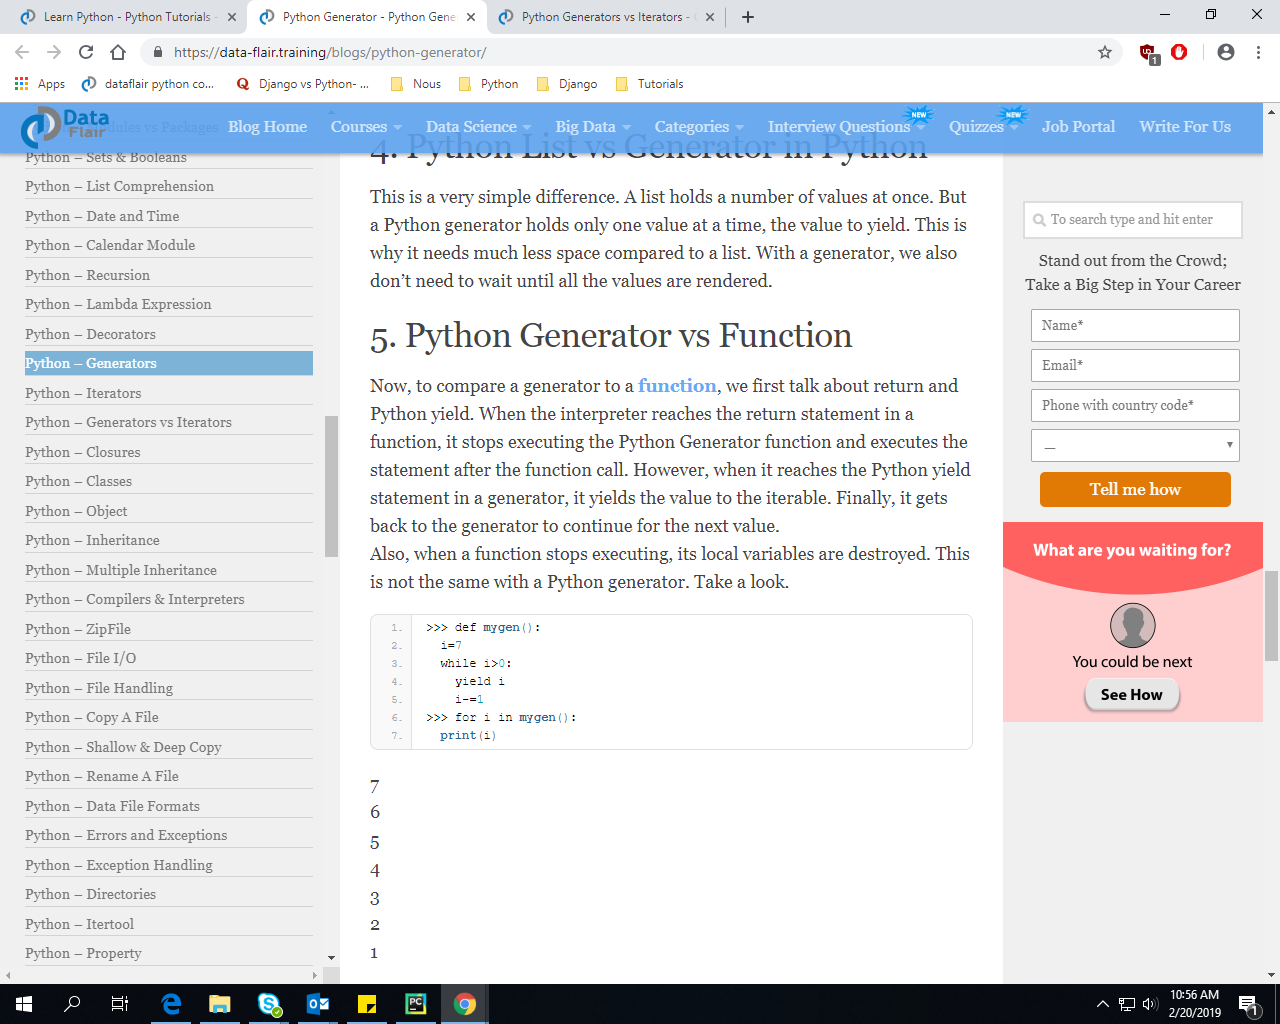 Learn Python - Python Tutorials -
Python Generator - Python Gene
Python Generators vs Iterators -
https://data-flair.training/blogs/python-generator/
Apps
dataflair python co...
Django vs Python- ...
Nous
Python
Django
Tutorials
Data
Flair
Blog Home
Courses
Data Science
Big Data
Categories
Interview Questions
NEW
Quizzes
NEW
Job Portal
Write For Us
Python – Sets & Booleans
Python – List Comprehension
Python – Date and Time
Python – Calendar Module
Python – Recursion
Python – Lambda Expression
Python – Decorators
Python – Generators
Python – Iterators
Python – Generators vs Iterators
Python – Closures
Python – Classes
Python – Object
Python – Inheritance
Python – Multiple Inheritance
Python – Compilers & Interpreters
Python – ZipFile
Python – File I/O
Python – File Handling
Python – Copy A File
Python – Shallow & Deep Copy
Python – Rename A File
Python – Data File Formats
Python – Errors and Exceptions
Python – Exception Handling
Python – Directories
Python – Itertool
Python – Property
4. Python List vs Generator in Python
This is a very simple difference. A list holds a number of values at once. But
a Python generator holds only one value at a time, the value to yield. This is
why it needs much less space compared to a list. With a generator, we also
don’t need to wait until all the values are rendered.
5. Python Generator vs Function
Now, to compare a generator to a function, we first talk about return and
Python yield. When the interpreter reaches the return statement in a
function, it stops executing the Python Generator function and executes the
statement after the function call. However, when it reaches the Python yield
statement in a generator, it yields the value to the iterable. Finally, it gets
back to the generator to continue for the next value.
Also, when a function stops executing, its local variables are destroyed. This
is not the same with a Python generator. Take a look.
1. >>> def mygen():
2. i=7
3. while i>0:
4. yield i
5. i-=1
6. >>> for i in mygen():
7. print(i)
7
6
5
4
3
2
1
To search type and hit enter
Stand out from the Crowd;
Take a Big Step in Your Career
Name*
Email*
Phone with country code*
—
Tell me how
What are you waiting for?
You could be next
See How
10:56 AM
2/20/2019
1